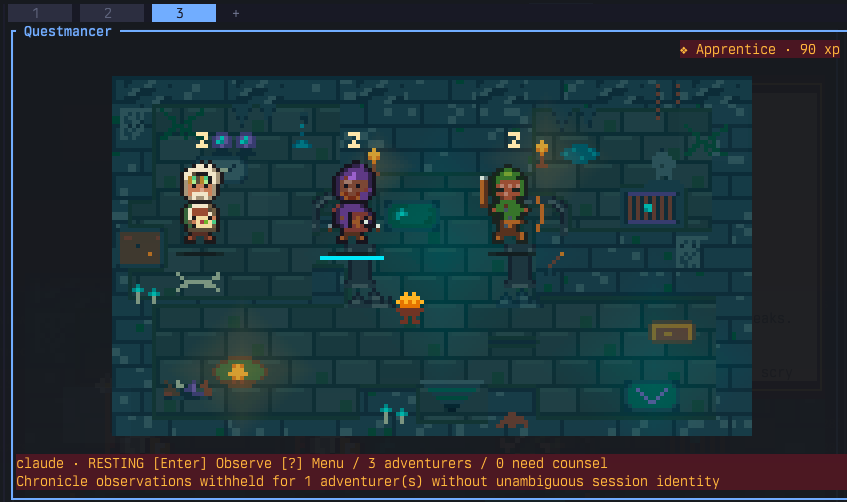 1 2 3 +
Questmancer
❖ Apprentice · 90 xp
Z Z Z
claude · RESTING [Enter] Observe [?] Menu / 3 adventurers / 0 need counsel
Chronicle observations withheld for 1 adventurer(s) without unambiguous session identity